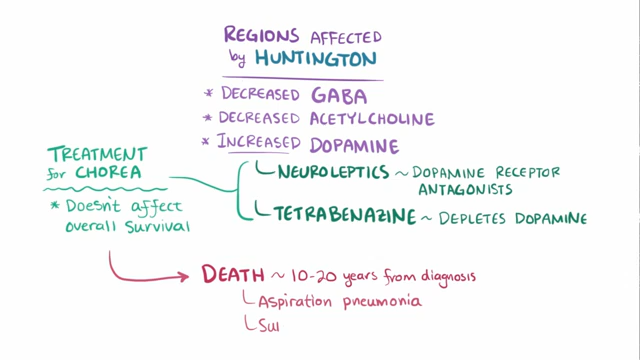 REGIONS AFFECTED
by HUNTINGTON
* DECREASED GABA
* DECREASED ACETYLCHOLINE
* INCREASED DOPAMINE
TREATMENT
for CHOREA
* Doesn't affect
overall survival
NEUROLEPTICS ~ DOPAMINE RECEPTOR
ANTAGONISTS
TETRABENAZINE ~ DEPLETES DOPAMINE
DEATH ~ 10-20 years from diagnosis
Aspiration pneumonia
Sui